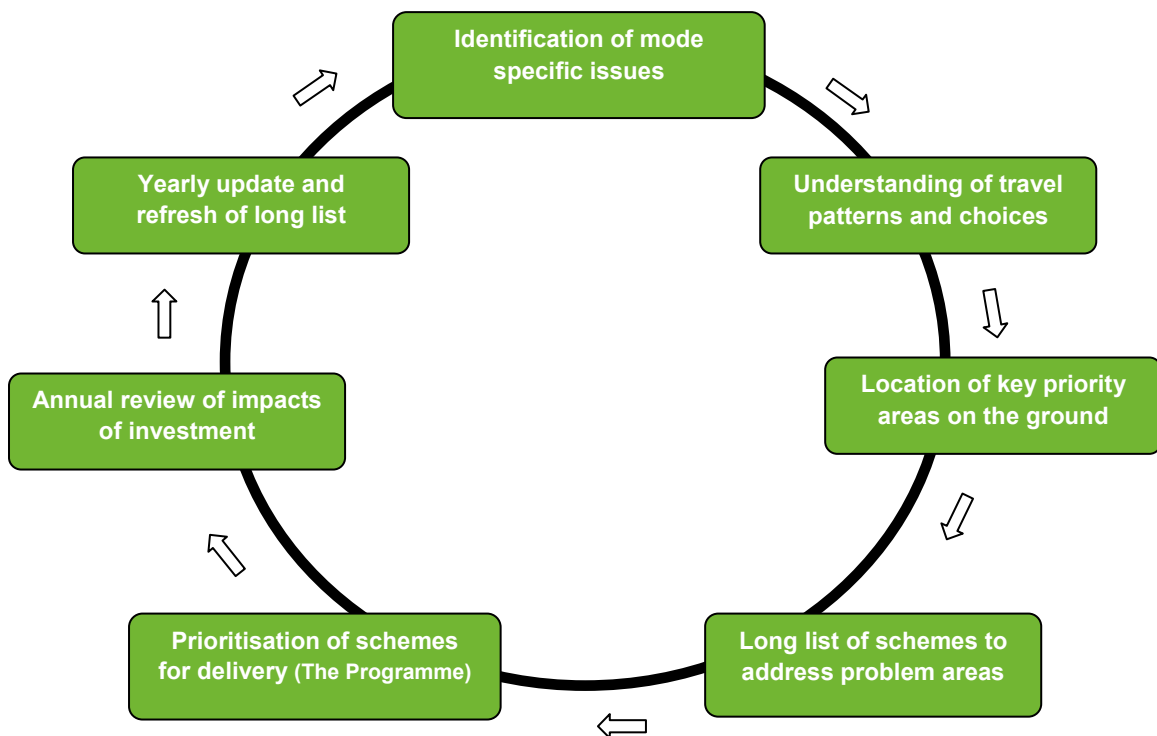 Identification of mode
specific issues
Understanding of travel
patterns and choices
Location of key priority
areas on the ground
Long list of schemes to
address problem areas
Prioritisation of schemes
for delivery (The Programme)
Annual review of impacts
of investment
Yearly update and
refresh of long list